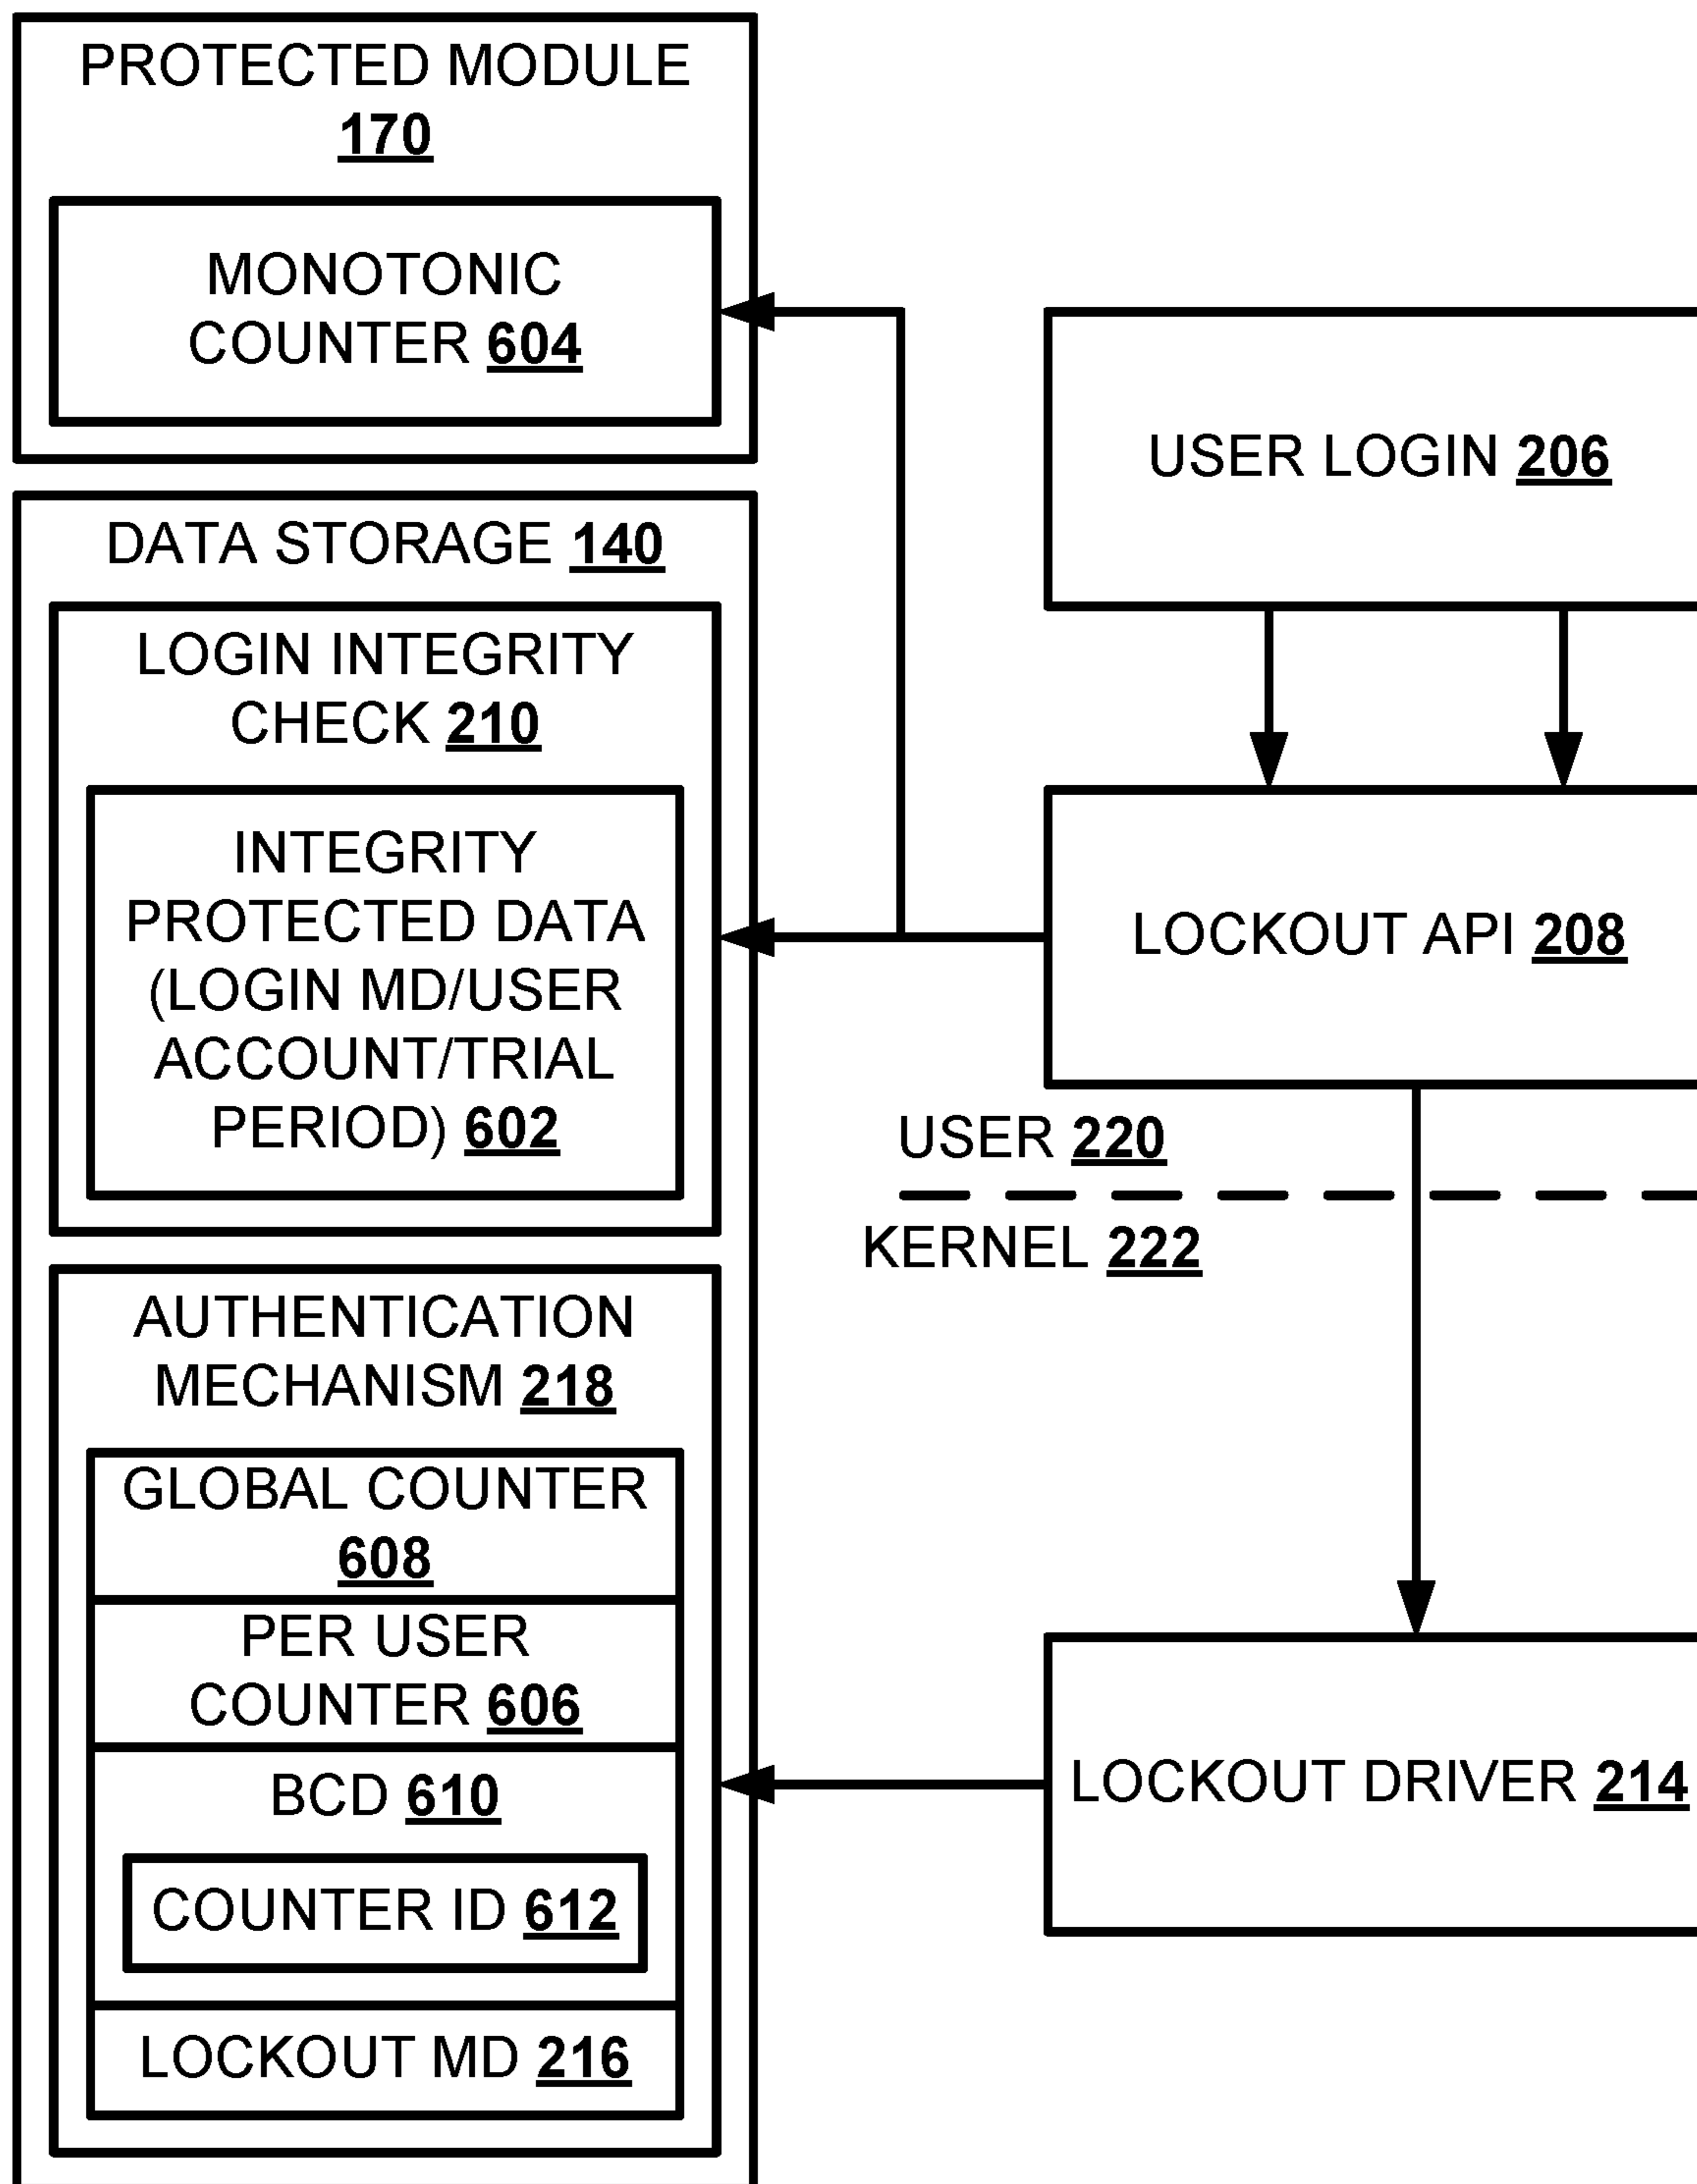 PROTECTED MODULE
170
MONOTONIC
COUNTER 604
DATA STORAGE 140
LOGIN INTEGRITY
CHECK 210
INTEGRITY
PROTECTED DATA
(LOGIN MD/USER
ACCOUNT/TRIAL
PERIOD) 602
AUTHENTICATION
MECHANISM 218
GLOBAL COUNTER
608
PER USER
COUNTER 606
BCD 610
COUNTER ID 612
LOCKOUT MD 216
USER LOGIN 206
LOCKOUT API 208
USER 220
KERNEL 222
LOCKOUT DRIVER 214